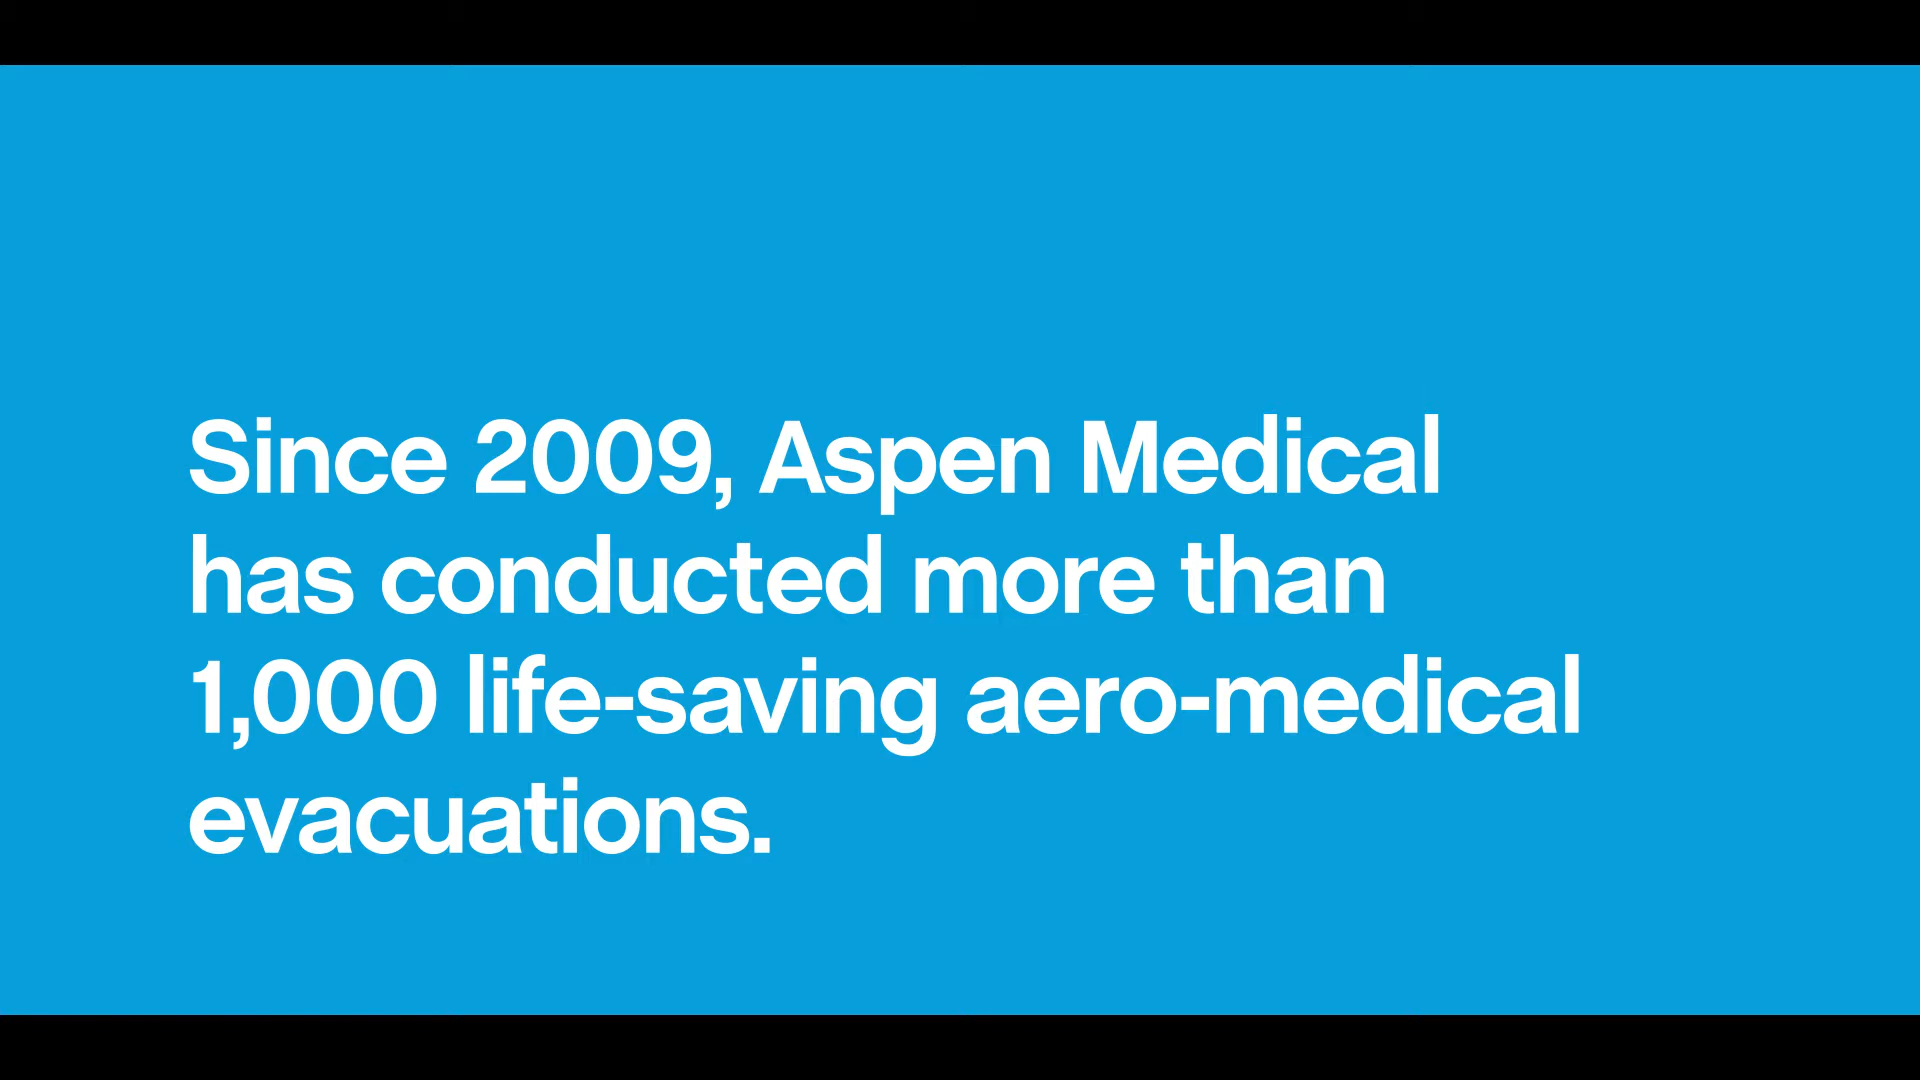 Since 2009, Aspen Medical
has conducted more than
1,000 life-saving aero-medical
evacuations.